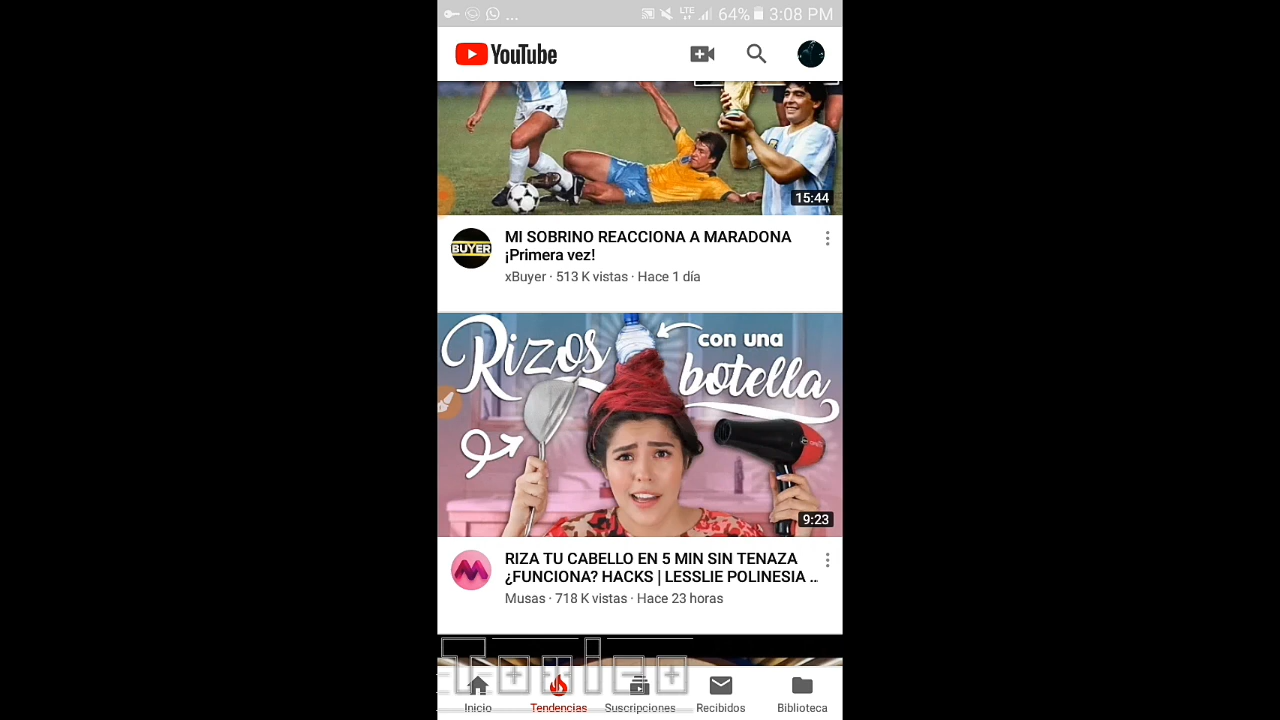 ... LTE 64% 3:08 PM
YouTube
15:44
BUYER
MI SOBRINO REACCIONA A MARADONA
¡Primera vez!
xBuyer · 513 K vistas · Hace 1 día
Rizos con una
botella
9:23
RIZA TU CABELLO EN 5 MIN SIN TENAZA
¿FUNCIONA? HACKS | LESSLIE POLINESIA ...
Musas · 718 K vistas · Hace 23 horas
Inicio Tendencias Suscripciones Recibidos Biblioteca